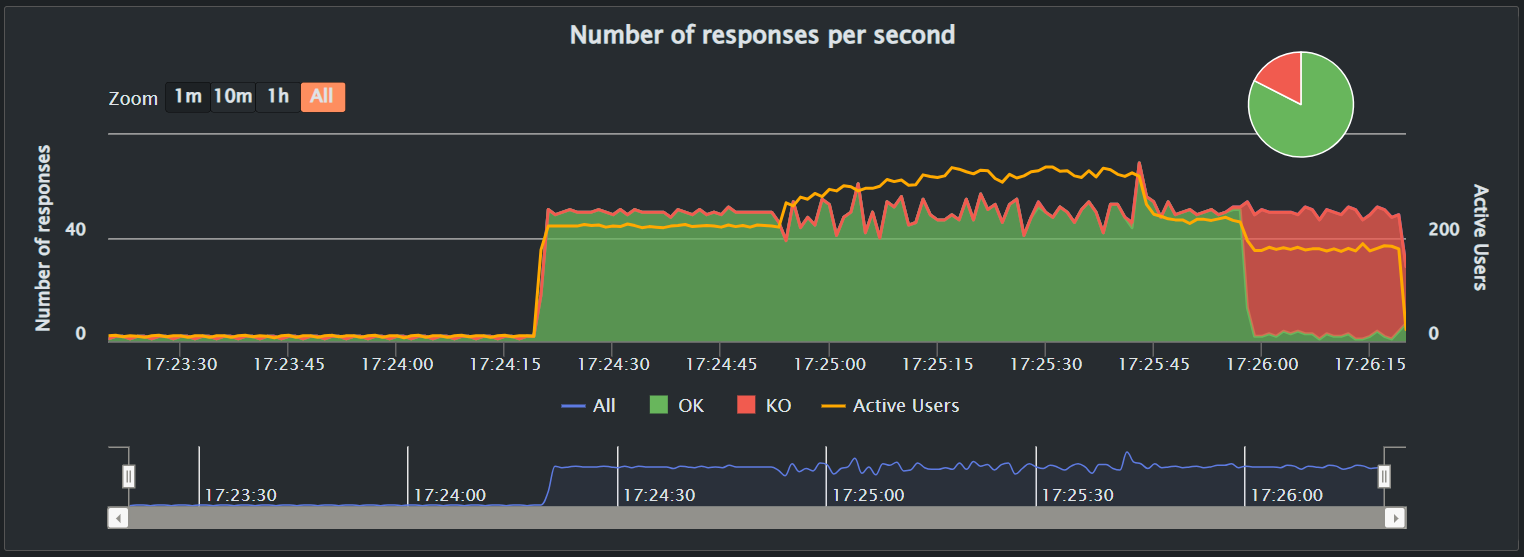 Number of responses per second
Zoom 1m 10m 1h All
Number of responses
40
0
Active Users
200
0
17:23:30 17:23:45 17:24:00 17:24:15 17:24:30 17:24:45 17:25:00 17:25:15 17:25:30 17:25:45 17:26:00 17:26:15
All OK KO Active Users
17:23:30 17:24:00 17:24:30 17:25:00 17:25:30 17:26:00